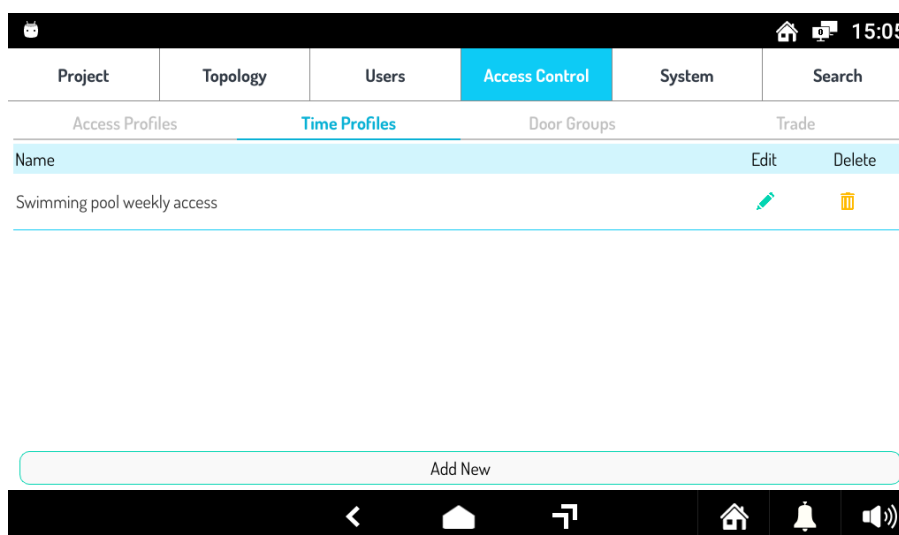 15:05
Project Topology Users Access Control System Search
Access Profiles Time Profiles Door Groups Trade
Name Edit Delete
Swimming pool weekly access
Add New